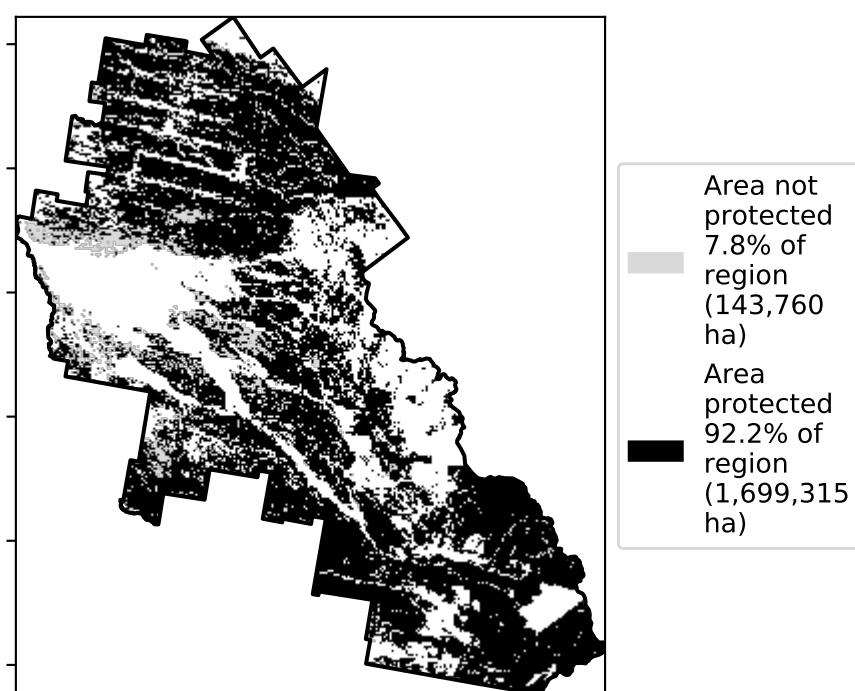 Area not
protected
7.8% of
region
(143,760
ha)
Area
protected
92.2% of
region
(1,699,315
ha)